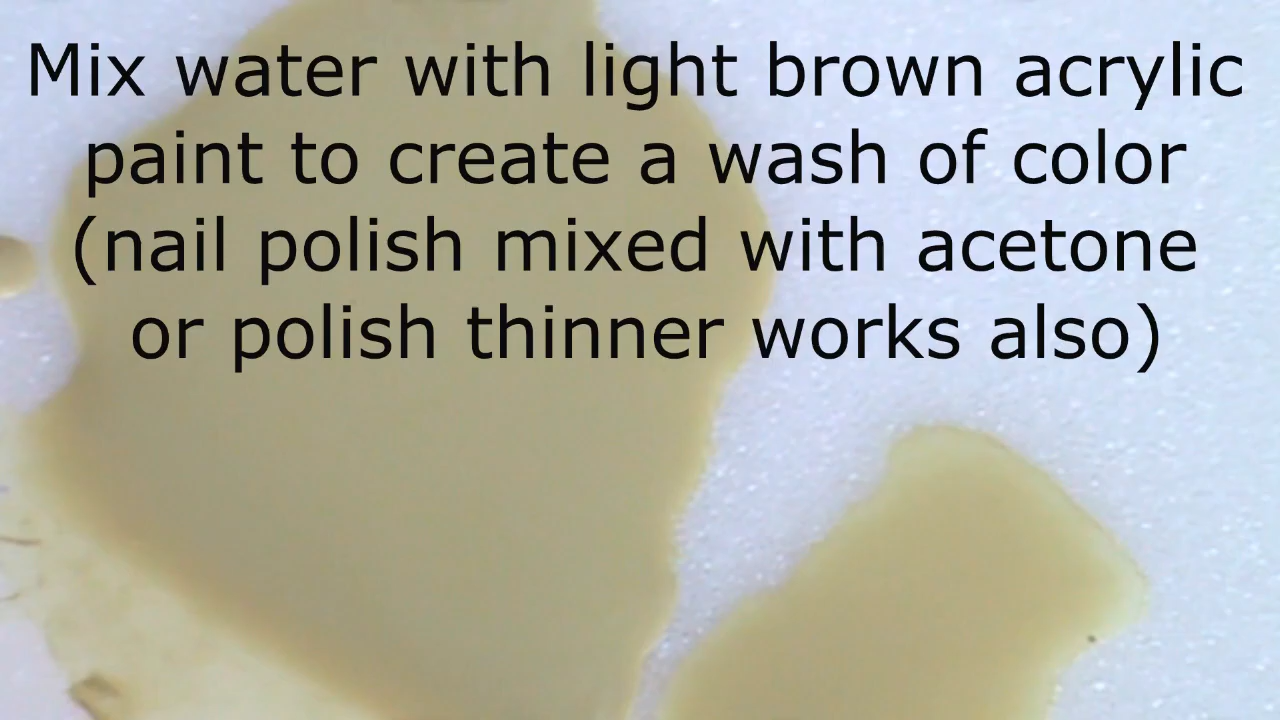 Mix water with light brown acrylic
paint to create a wash of color
(nail polish mixed with acetone
or polish thinner works also)